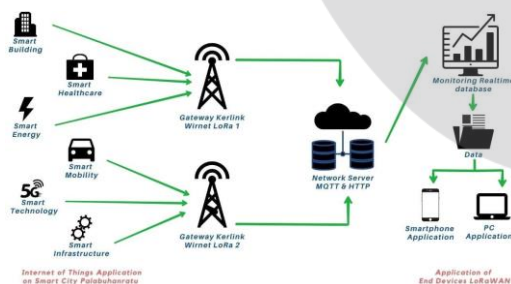 Smart
Building
Smart
Healthcare
Smart
Energy
Gateway Kerlink
Wirnet LoRa 1
Smart
Mobility
5G
Smart
Technology
Smart
Infrastructure
Gateway Kerlink
Wirnet LoRa 2
Network Server
MQTT & HTTP
Monitoring Realtime
database
Data
Smartphone
Application
PC
Application
Internet of Things Application
on Smart City Palabuhanratu
Application of
End Devices LoRaWAN